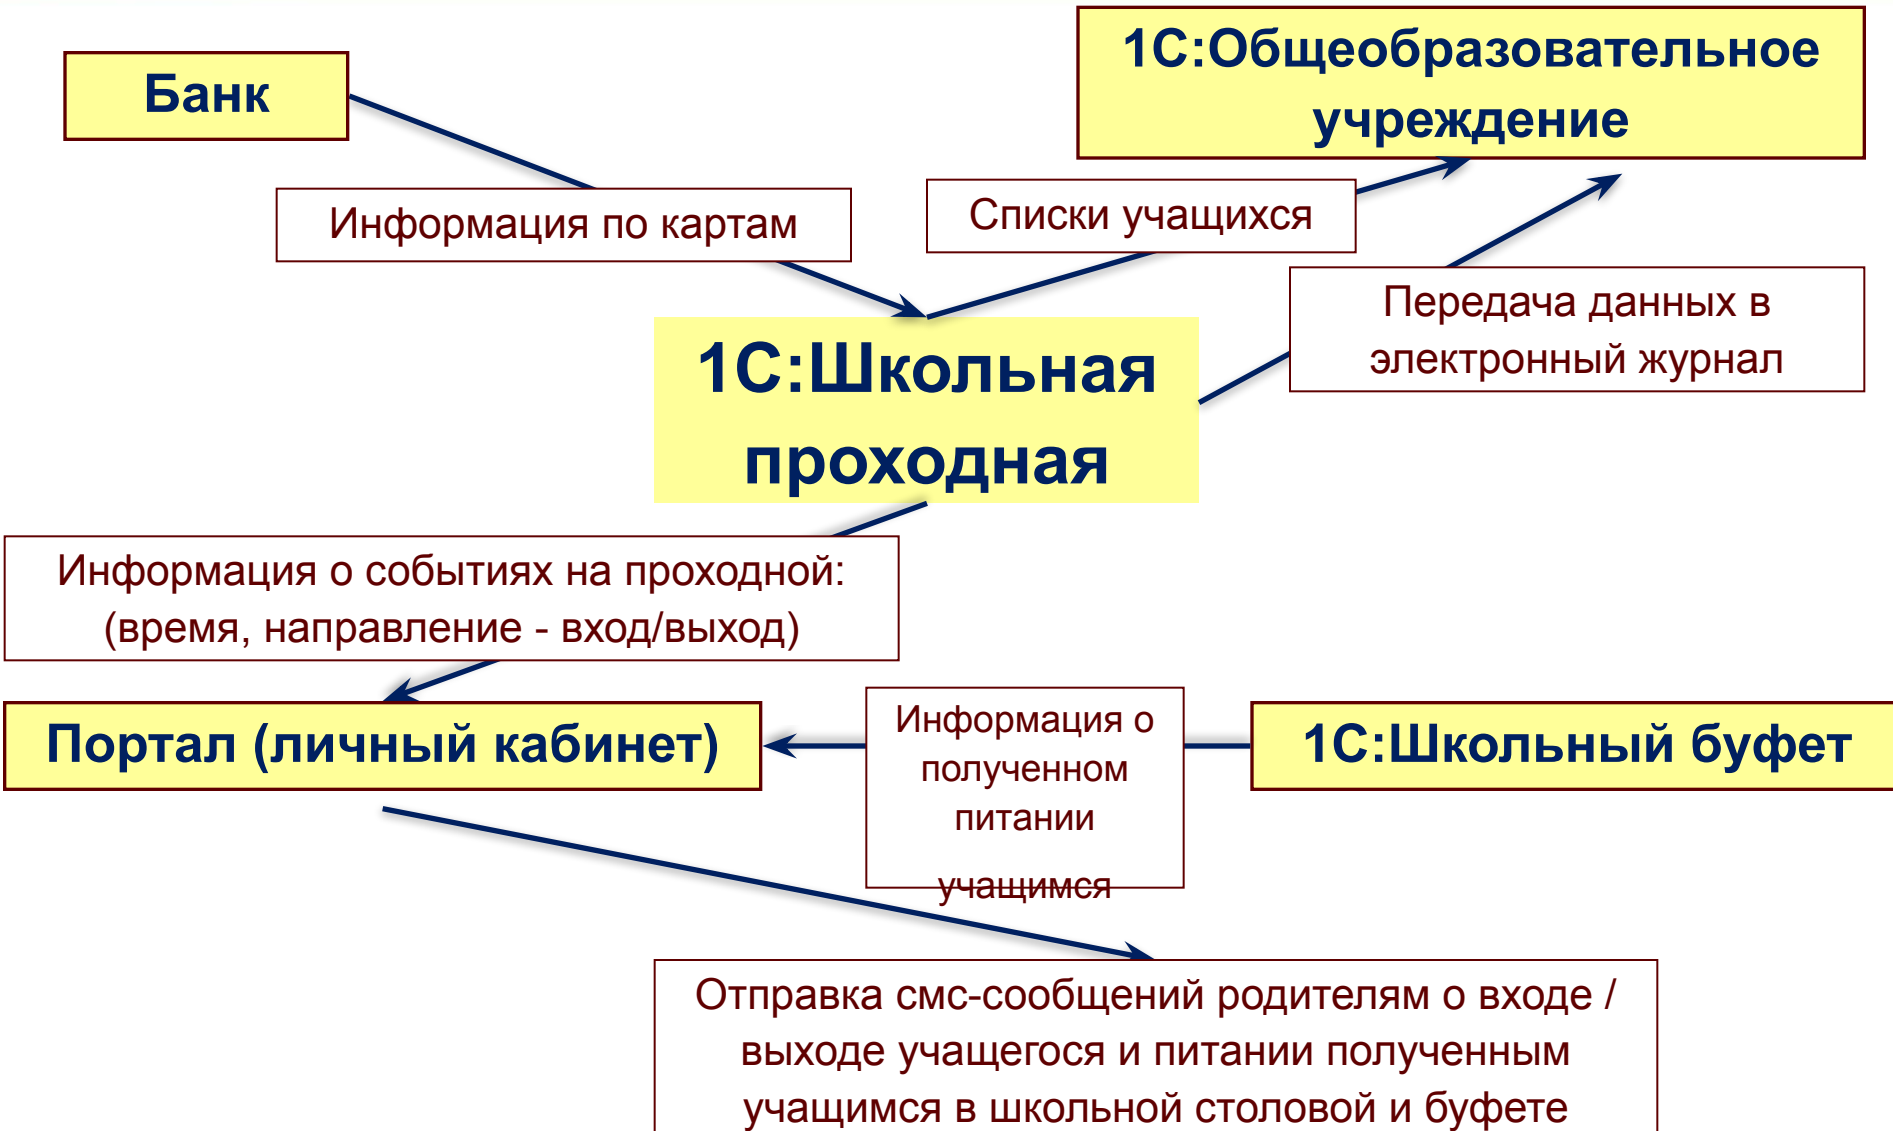 Банк
1С:Общеобразовательное
учреждение
Информация по картам
Списки учащихся
Передача данных в
электронный журнал
1С:Школьная
проходная
Информация о событиях на проходной:
(время, направление - вход/выход)
Портал (личный кабинет)
Информация о
полученном
питании
учащимся
1С:Школьный буфет
Отправка смс-сообщений родителям о входе /
выходе учащегося и питании полученным
учащимся в школьной столовой и буфете